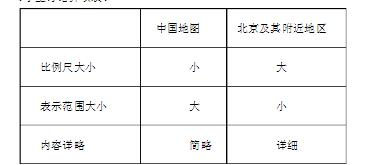 中国地图 北京及其附近地区
比例尺大小 小 大
表示范围大小 大 小
内容详略 简略 详细